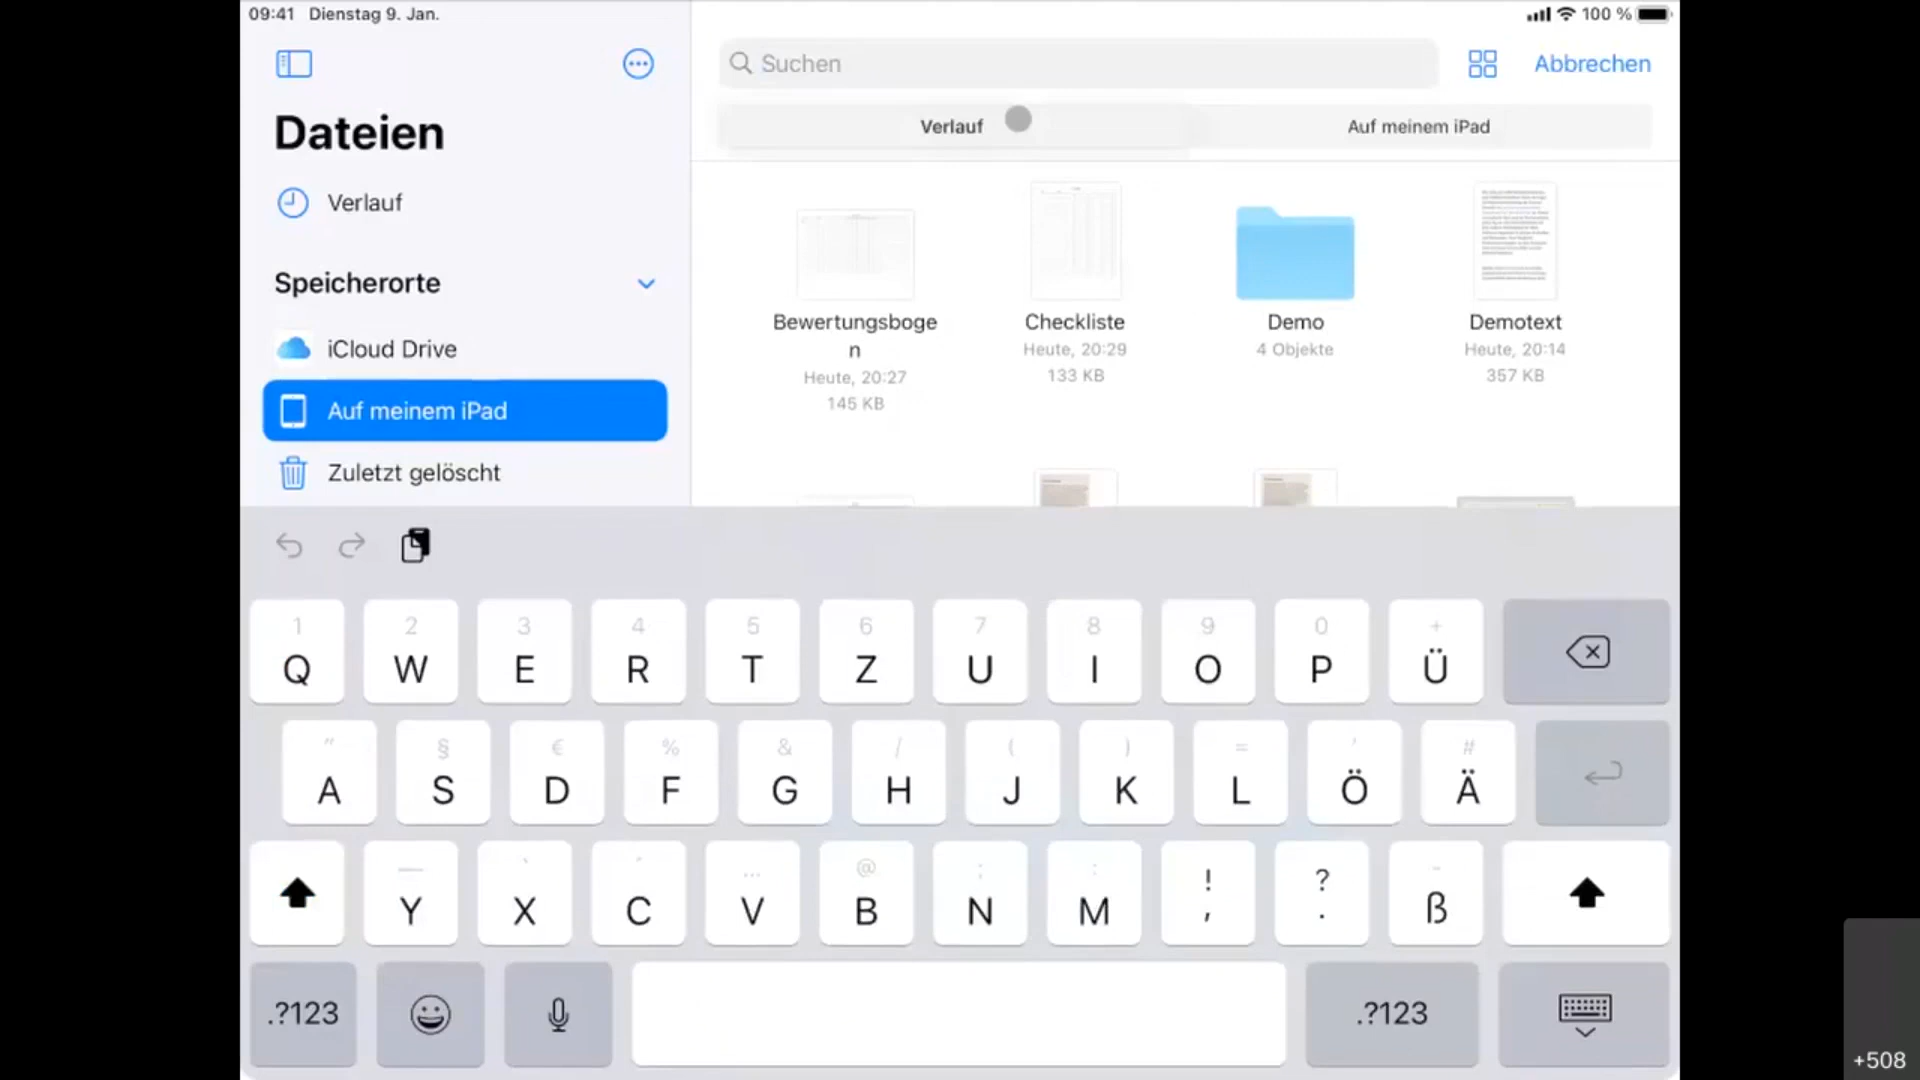 09:41 Dienstag 9. Jan.
100 %
Dateien
Verlauf
Speicherorte
iCloud Drive
Auf meinem iPad
Zuletzt gelöscht
Suchen
Abbrechen
Verlauf Auf meinem iPad
Bewertungsboge
n
Heute, 20:27
145 KB
Checkliste
Heute, 20:29
133 KB
Demo
4 Objekte
Demotext
Heute, 20:14
357 KB
1 2 3 4 5 6 7 8 9 0 +
Q W E R T Z U I O P Ü
" § € % & / ( ) = ' #
A S D F G H J K L Ö Ä
— ` ´ ... @ ; : ! ? -
Y X C V B N M , . ß
.?123 .?123
+508